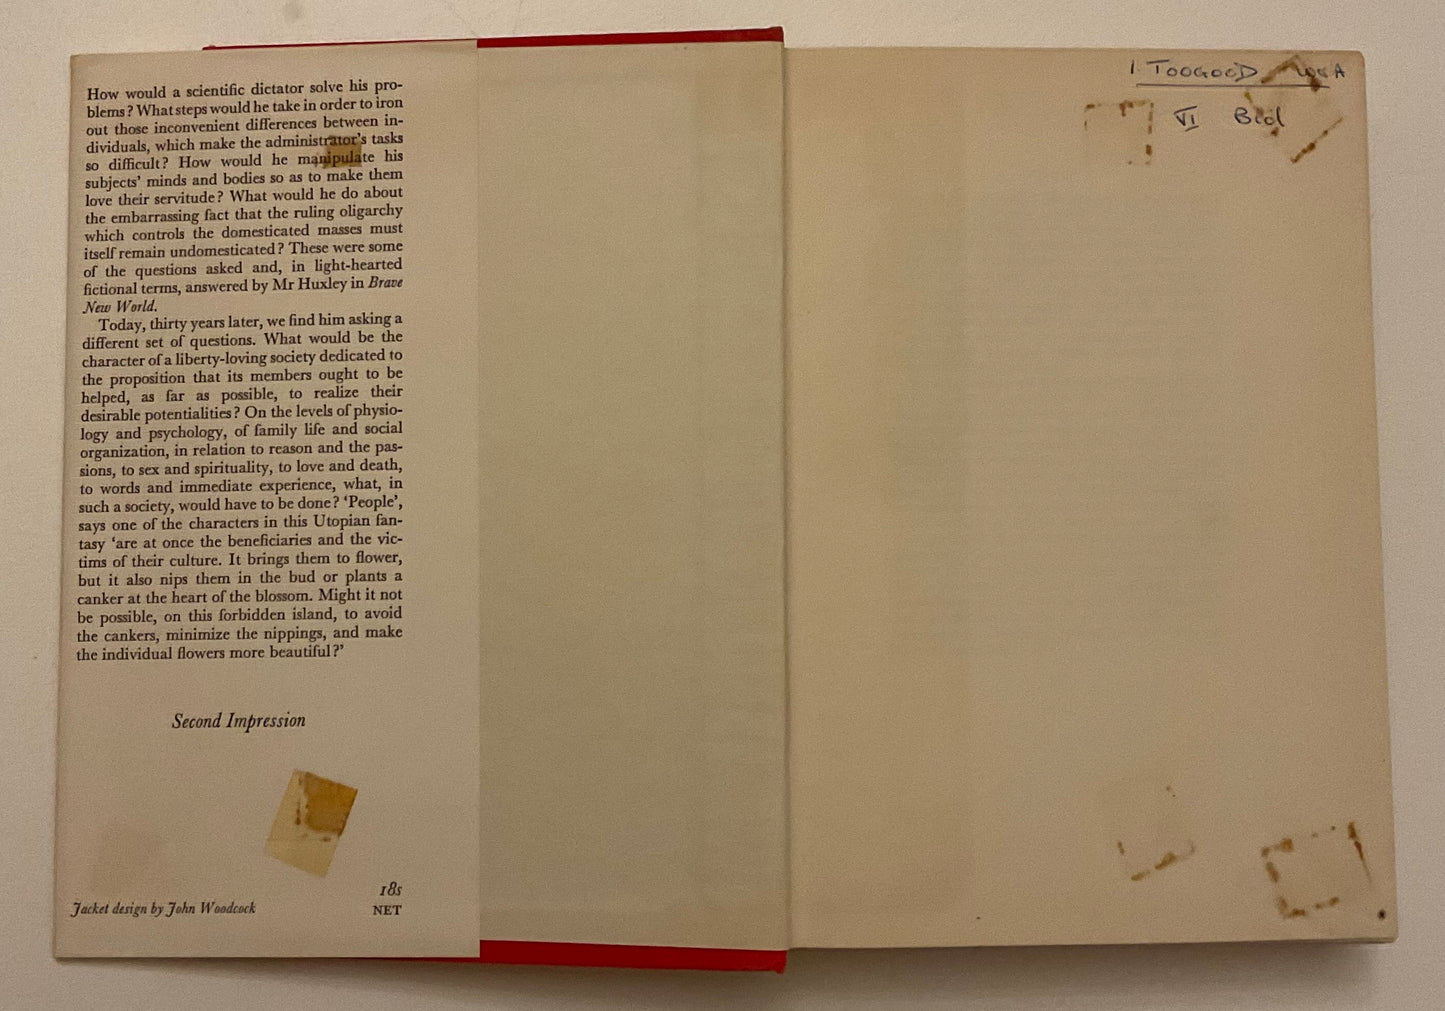 How would a scientific dictator solve his pro-
blems? What steps would he take in order to iron
out those inconvenient differences between in-
dividuals, which make the administrator's tasks
so difficult? How would he manipulate his
subjects' minds and bodies so as to make them
love their servitude? What would he do about
the embarrassing fact that the ruling oligarchy
which controls the domesticated masses must
itself remain undomesticated? These were some
of the questions asked and, in light-hearted
fictional terms, answered by Mr Huxley in Brave
New World.
Today, thirty years later, we find him asking a
different set of questions. What would be the
character of a liberty-loving society dedicated to
the proposition that its members ought to be
helped, as far as possible, to realize their
desirable potentialities? On the levels of physio-
logy and psychology, of family life and social
organization, in relation to reason and the pas-
sions, to sex and spirituality, to love and death,
to words and immediate experience, what, in
such a society, would have to be done? 'People',
says one of the characters in this Utopian fan-
tasy 'are at once the beneficiaries and the vic-
tims of their culture. It brings them to flower,
but it also nips them in the bud or plants a
canker at the heart of the blossom. Might it not
be possible, on this forbidden island, to avoid
the cankers, minimize the nippings, and make
the individual flowers more beautiful?'
Second Impression
18s
Jacket design by John Woodcock NET
I. TOOGOOD
VI